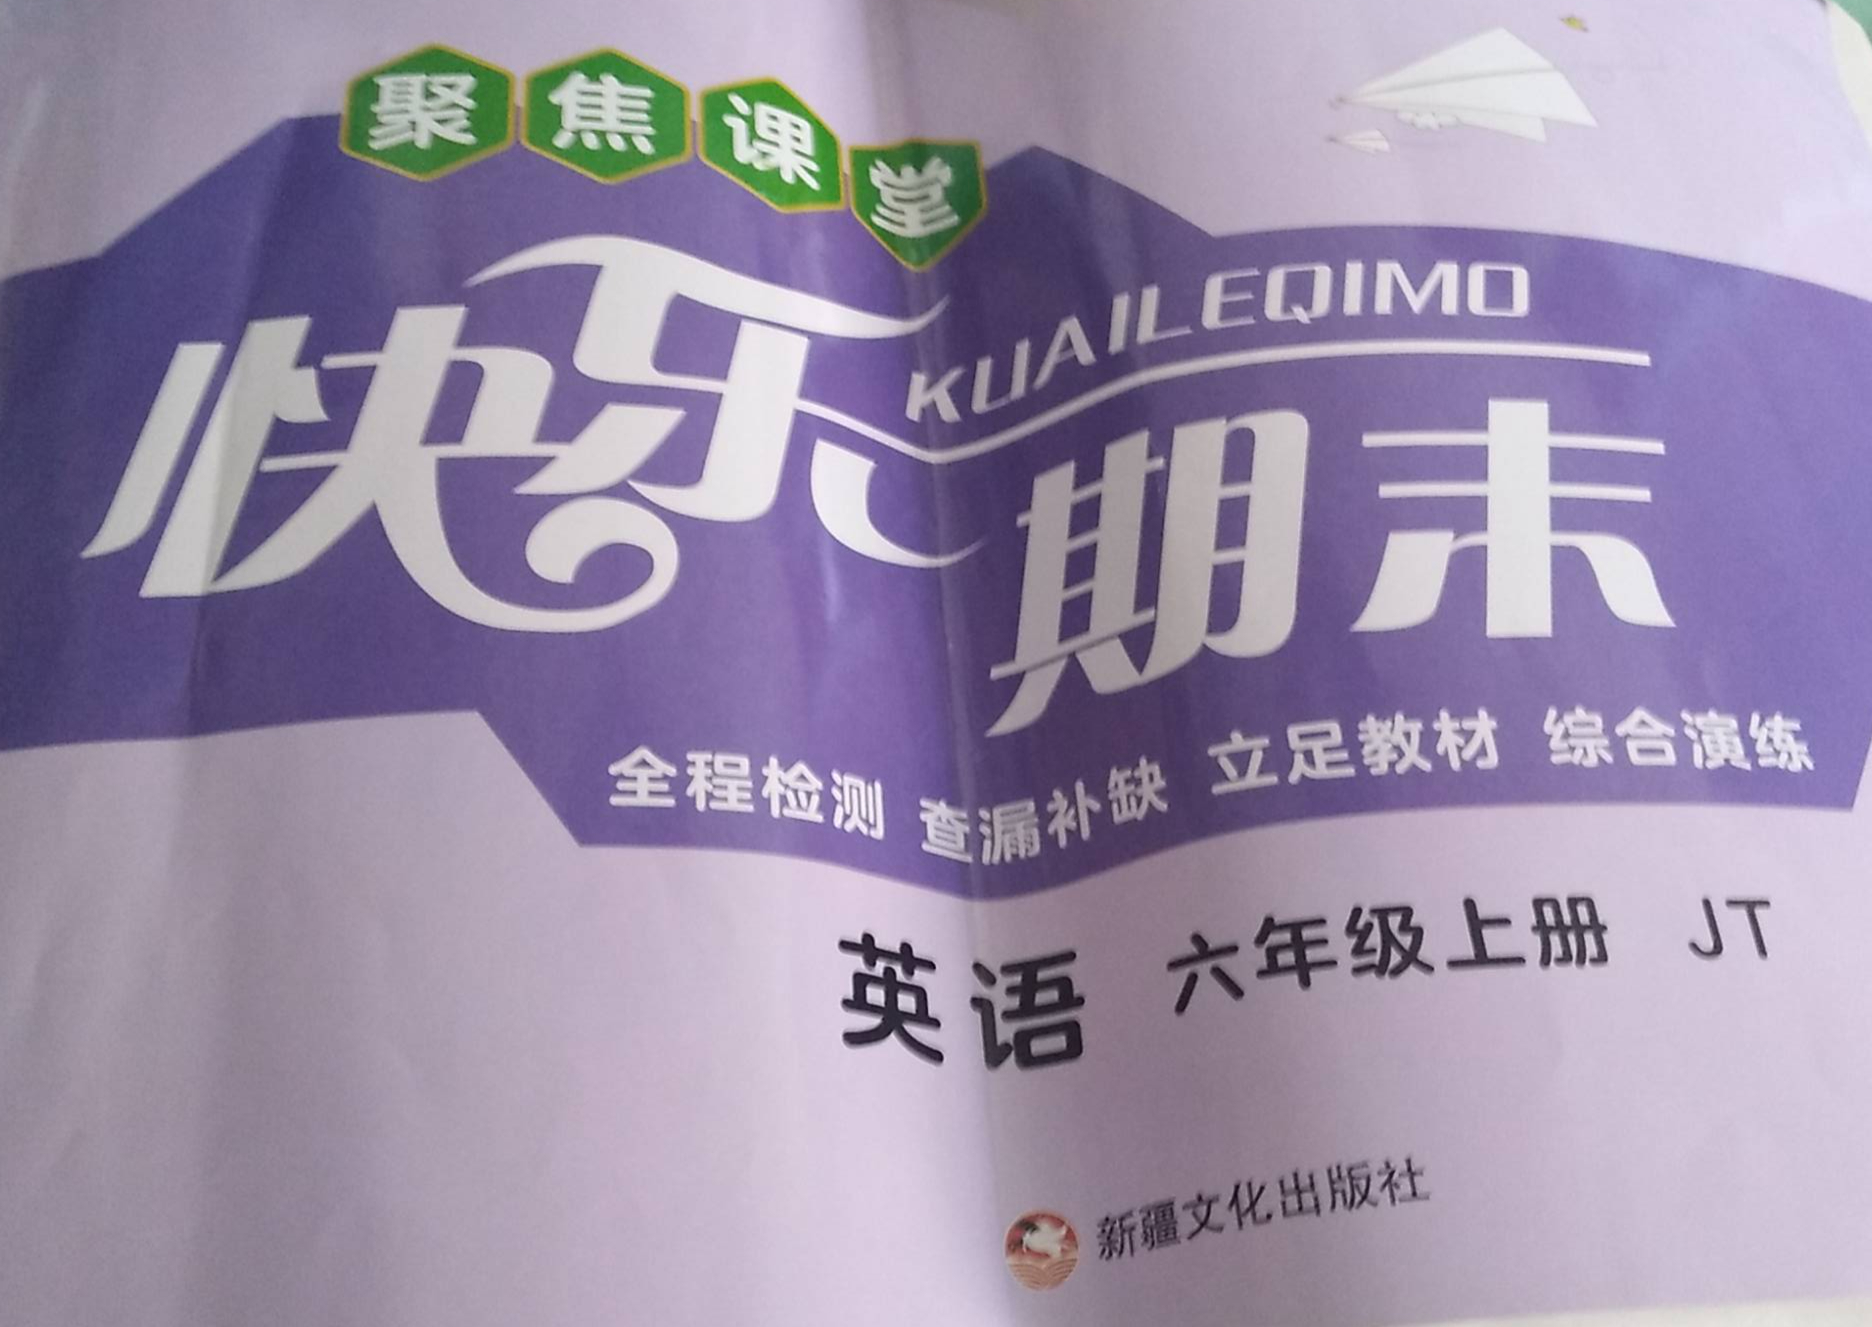 聚焦课堂
快乐期末
KUAILEQIMO
全程检测 查漏补缺 立足教材 综合演练
英语 六年级上册 JT
新疆文化出版社